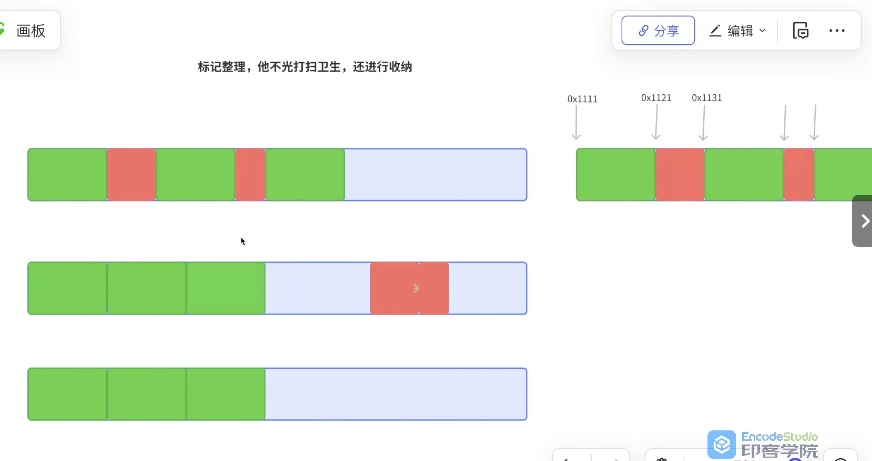 画板
分享
编辑
标记整理，他不光打扫卫生，还进行收纳
0x1111
0x1121
0x1131
EncodeStudio
印客学院